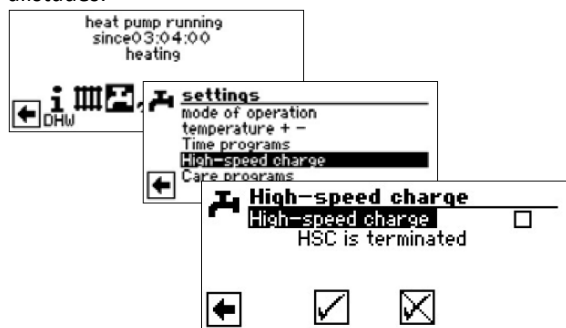 heat pump running
since03:04:00
heating
DHW
settings
mode of operation
temperature + −
Time programs
High-speed charge
Care programs
High-speed charge
High-speed charge
HSC is terminated